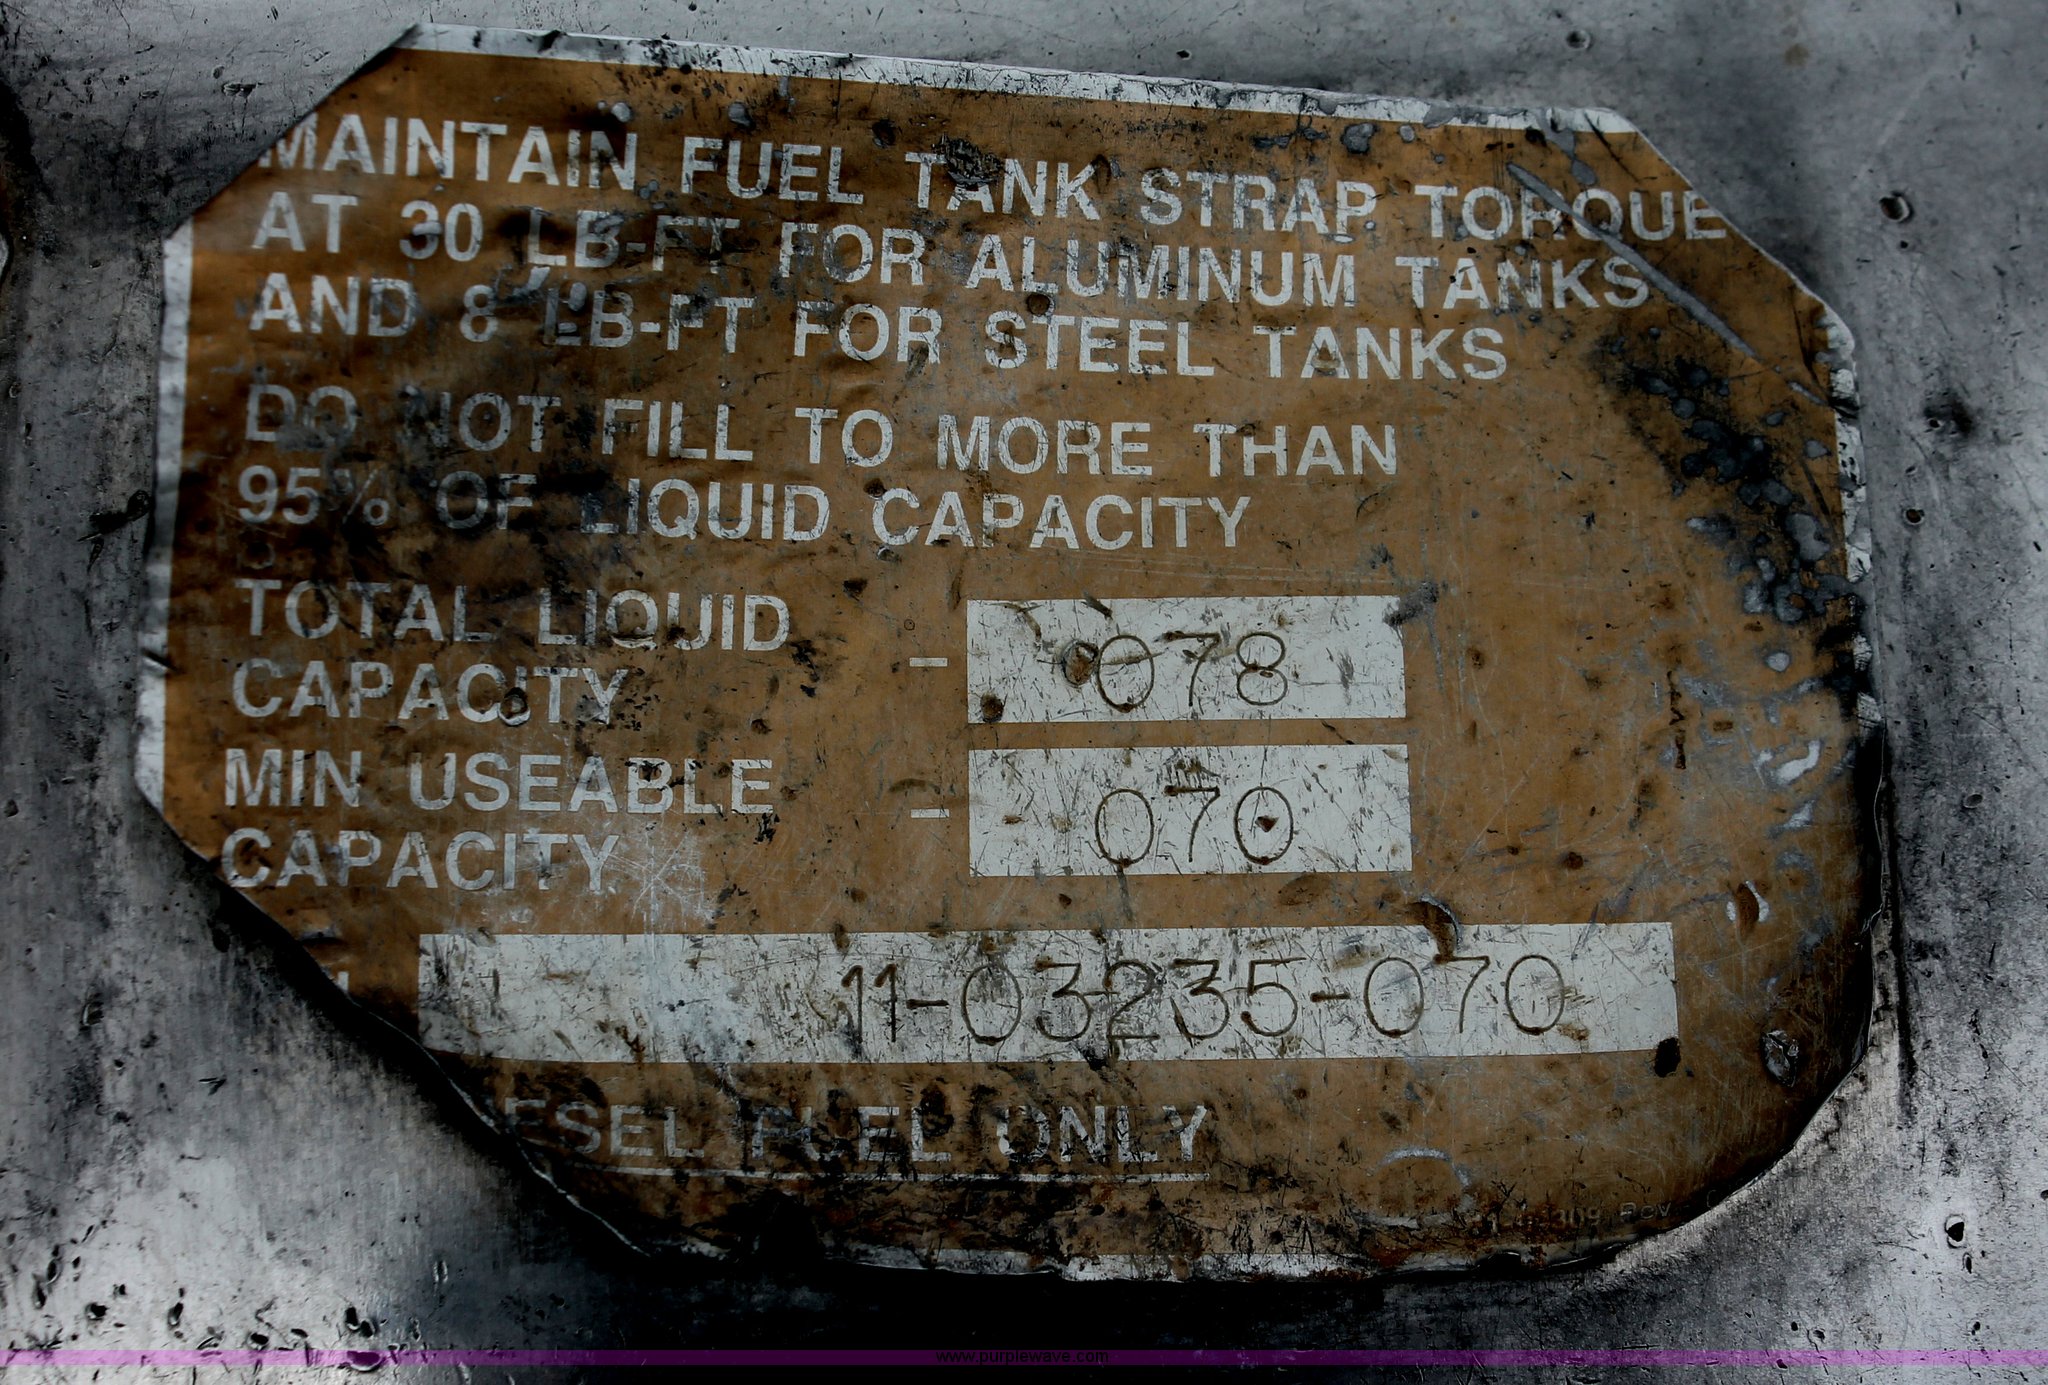 MAINTAIN FUEL TANK STRAP TORQUE
AT 30 LB-FT FOR ALUMINUM TANKS
AND 8 LB-FT FOR STEEL TANKS
DO NOT FILL TO MORE THAN
95% OF LIQUID CAPACITY
TOTAL LIQUID
CAPACITY - 078
MIN USEABLE
CAPACITY - 070
11-03235-070
ESEL FUEL ONLY
Rev
www.purplewave.com